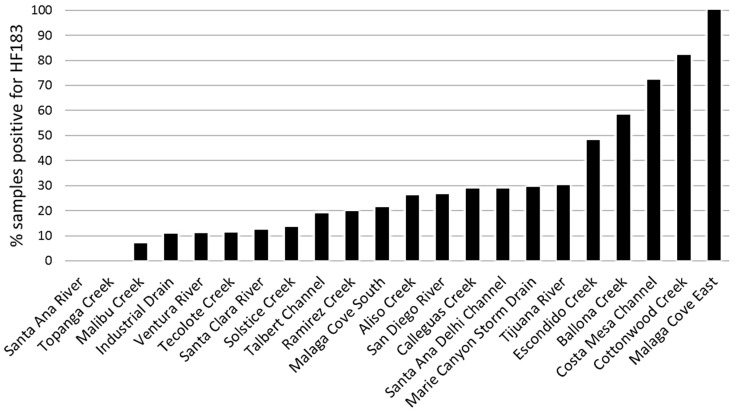 % samples positive for HF183
100
90
80
70
60
50
40
30
20
10
0
Santa Ana River
Topanga Creek
Malibu Creek
Industrial Drain
Ventura River
Tecolote Creek
Santa Clara River
Solstice Creek
Talbert Channel
Ramirez Creek
Malaga Cove South
Aliso Creek
San Diego River
Calleguas Creek
Santa Ana Delhi Channel
Marie Canyon Storm Drain
Tijuana River
Escondido Creek
Ballona Creek
Costa Mesa Channel
Cottonwood Creek
Malaga Cove East